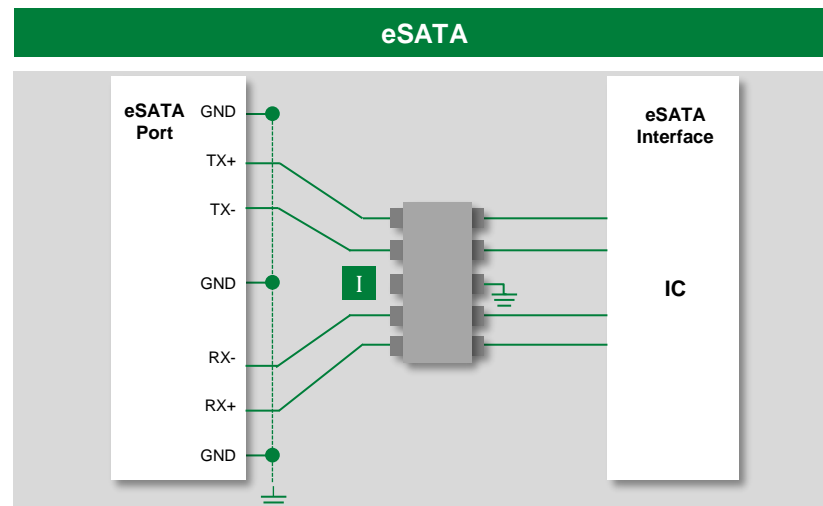 eSATA
eSATA
Port
GND
TX+
TX-
GND
RX-
RX+
GND
I
eSATA
Interface
IC